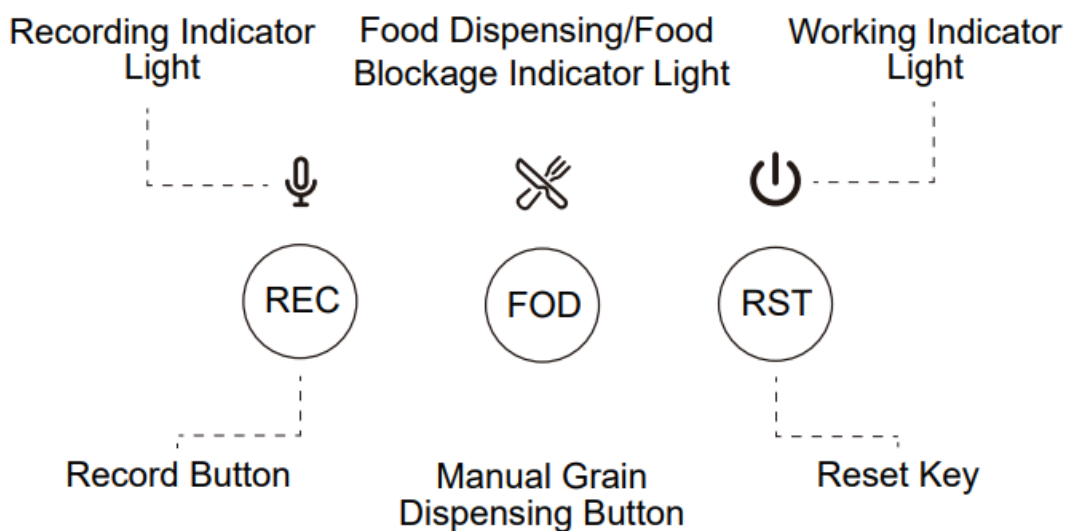 Recording Indicator
Light
Food Dispensing/Food
Blockage Indicator Light
Working Indicator
Light
REC
FOD
RST
Record Button
Manual Grain
Dispensing Button
Reset Key